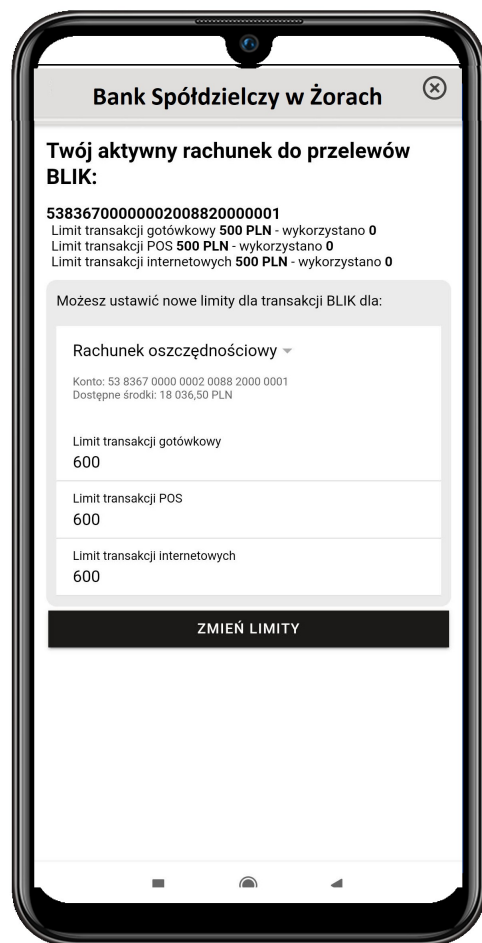 Bank Spółdzielczy w Żorach
Twój aktywny rachunek do przelewów
BLIK:
53836700000002008820000001
Limit transakcji gotówkowy 500 PLN - wykorzystano 0
Limit transakcji POS 500 PLN - wykorzystano 0
Limit transakcji internetowych 500 PLN - wykorzystano 0
Możesz ustawić nowe limity dla transakcji BLIK dla:
Rachunek oszczędnościowy
Konto: 53 8367 0000 0002 0088 2000 0001
Dostępne środki: 18 036,50 PLN
Limit transakcji gotówkowy
600
Limit transakcji POS
600
Limit transakcji internetowych
600
ZMIEŃ LIMITY